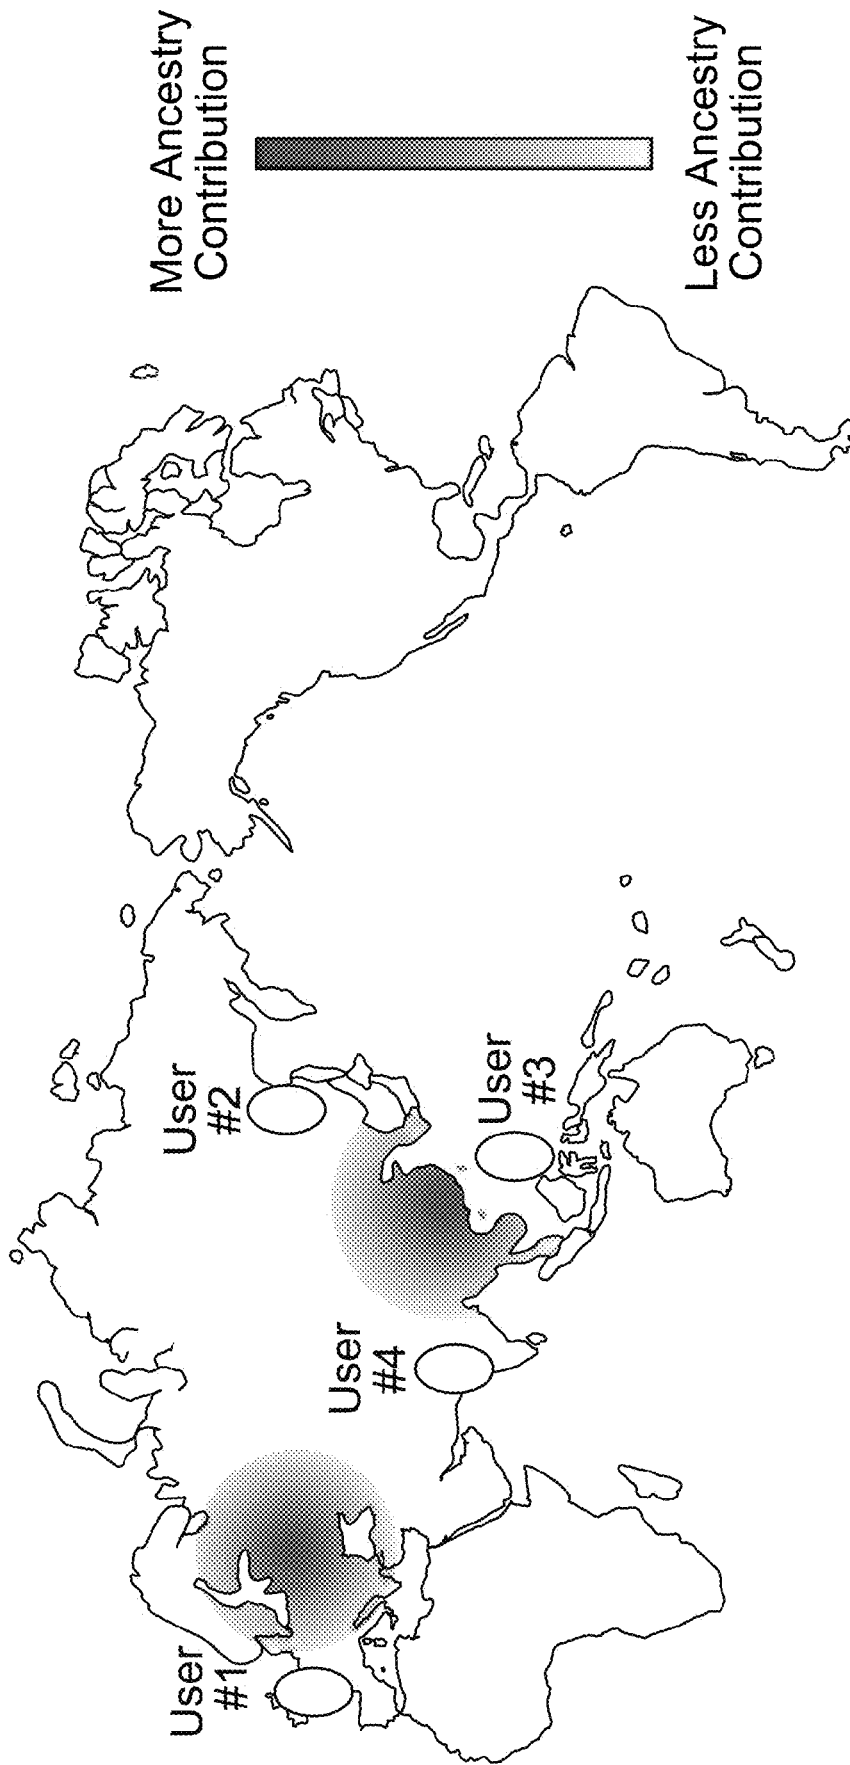 User
#1
User
#2
More Ancestry
Contribution
User
#4
User
#3
Less Ancestry
Contribution